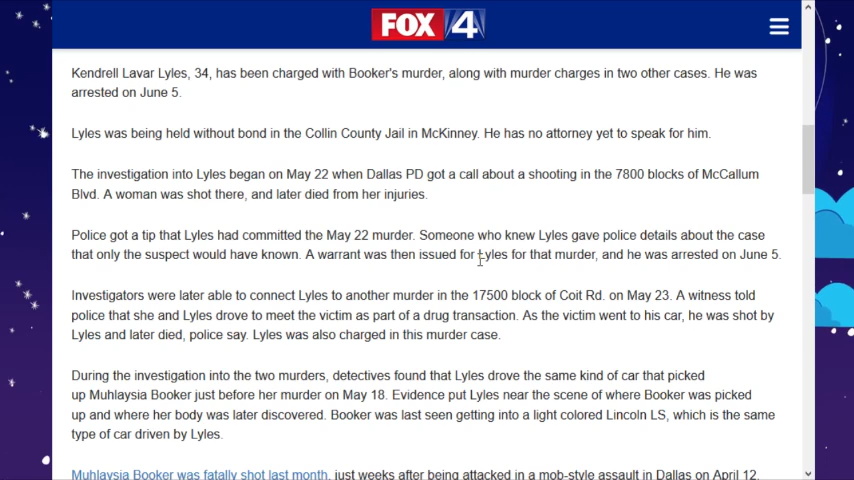 FOX 4
Kendrell Lavar Lyles, 34, has been charged with Booker's murder, along with murder charges in two other cases. He was
arrested on June 5.
Lyles was being held without bond in the Collin County Jail in McKinney. He has no attorney yet to speak for him.
The investigation into Lyles began on May 22 when Dallas PD got a call about a shooting in the 7800 blocks of McCallum
Blvd. A woman was shot there, and later died from her injuries.
Police got a tip that Lyles had committed the May 22 murder. Someone who knew Lyles gave police details about the case
that only the suspect would have known. A warrant was then issued for Lyles for that murder, and he was arrested on June 5.
Investigators were later able to connect Lyles to another murder in the 17500 block of Coit Rd. on May 23. A witness told
police that she and Lyles drove to meet the victim as part of a drug transaction. As the victim went to his car, he was shot by
Lyles and later died, police say. Lyles was also charged in this murder case.
During the investigation into the two murders, detectives found that Lyles drove the same kind of car that picked
up Muhlaysia Booker just before her murder on May 18. Evidence put Lyles near the scene of where Booker was picked
up and where her body was later discovered. Booker was last seen getting into a light colored Lincoln LS, which is the same
type of car driven by Lyles.
Muhlaysia Booker was fatally shot last month, just weeks after being attacked in a mob-style assault in Dallas on April 12.